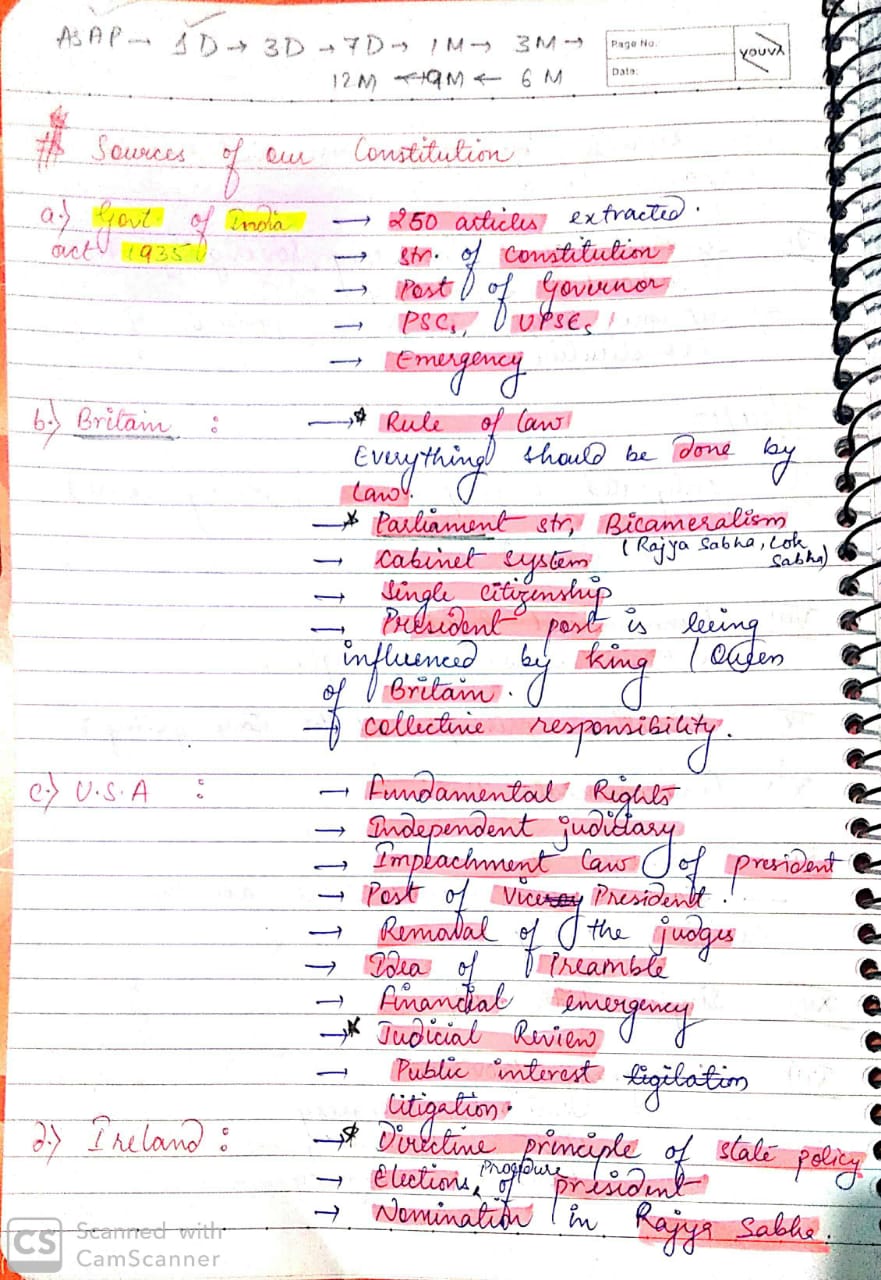 ASAP → 1D → 3D → 7D → 1M → 3M →
12M ← 9M ← 6M
Page No.
Date:
YOUVA
# Sources of our Constitution
a.) Govt. of India → 250 articles extracted.
act 1935 → str. of constitution
→ Post of Governor
→ PSCs, UPSCs
→ Emergency
b.) Britain : → * Rule of law
Everything should be done by
law.
→ * Parliament str, Bicameralism
(Rajya Sabha, Lok
Sabha)
→ Cabinet system
→ Single citizenship
→ President post is being
influenced by king / Queen
of Britain.
→ collective responsibility.
c.) U.S.A : → Fundamental Rights
→ Independent judiciary
→ Impeachment law of president
→ Post of Viceroy President.
→ Removal of the judges
→ Idea of Preamble
→ Financial emergency
→ * Judicial Review
→ Public interest ligilation
litigation.
d.) Ireland : → * Directive principle of state policy
→ Elections Procedure of president
→ Nomination in Rajya Sabha.
CS Scanned with
CamScanner